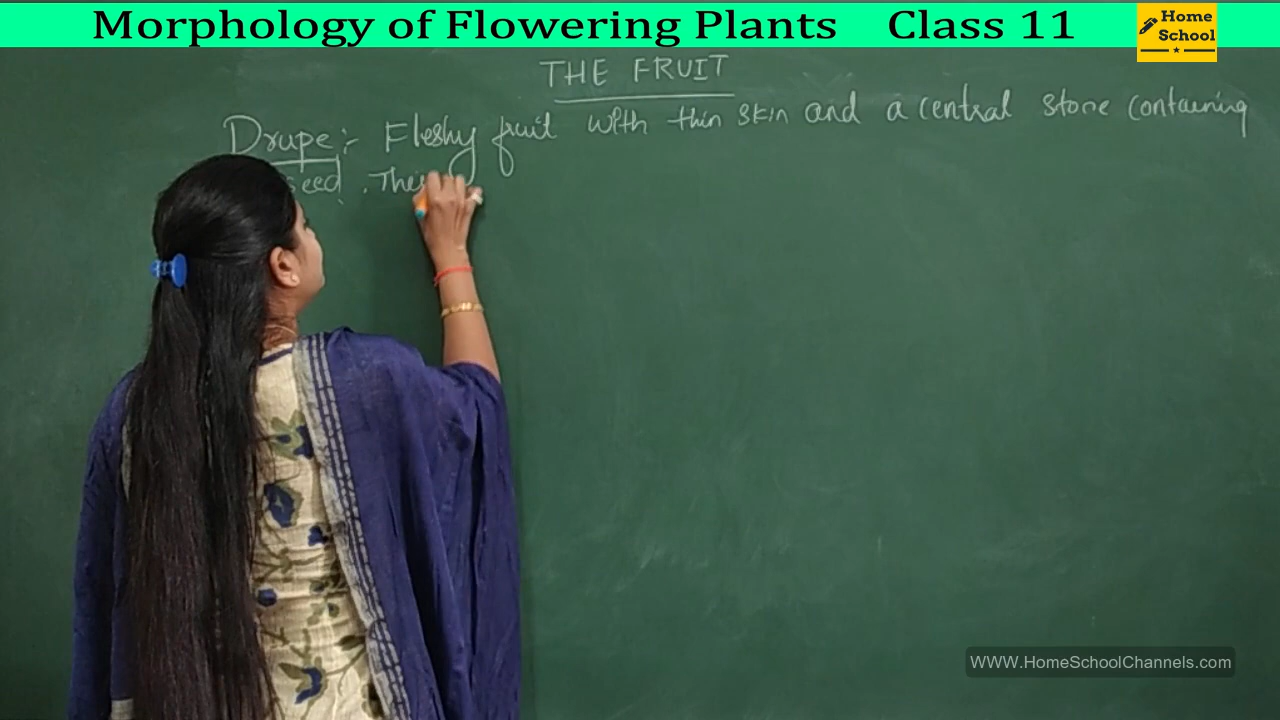 Morphology of Flowering Plants Class 11
Home
School
THE FRUIT
Drupe:- Fleshy fruit with thin skin and a central stone containing
seed. The
WWW.HomeSchoolChannels.com